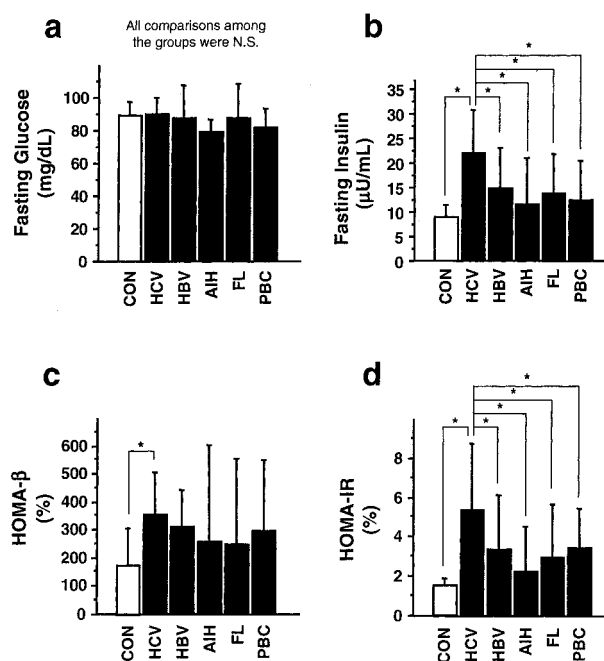 a
All comparisons among
the groups were N.S.
Fasting Glucose
(mg/dL)
100
80
60
40
20
0
CON
HCV
HBV
AIH
FL
PBC
b
Fasting Insulin
(µU/mL)
35
30
25
20
15
10
5
0
*
*
*
*
*
CON
HCV
HBV
AIH
FL
PBC
c
HOMA-β
(%)
600
500
400
300
200
100
0
*
CON
HCV
HBV
AIH
FL
PBC
d
HOMA-IR
(%)
8
6
4
2
0
*
*
*
*
*
CON
HCV
HBV
AIH
FL
PBC